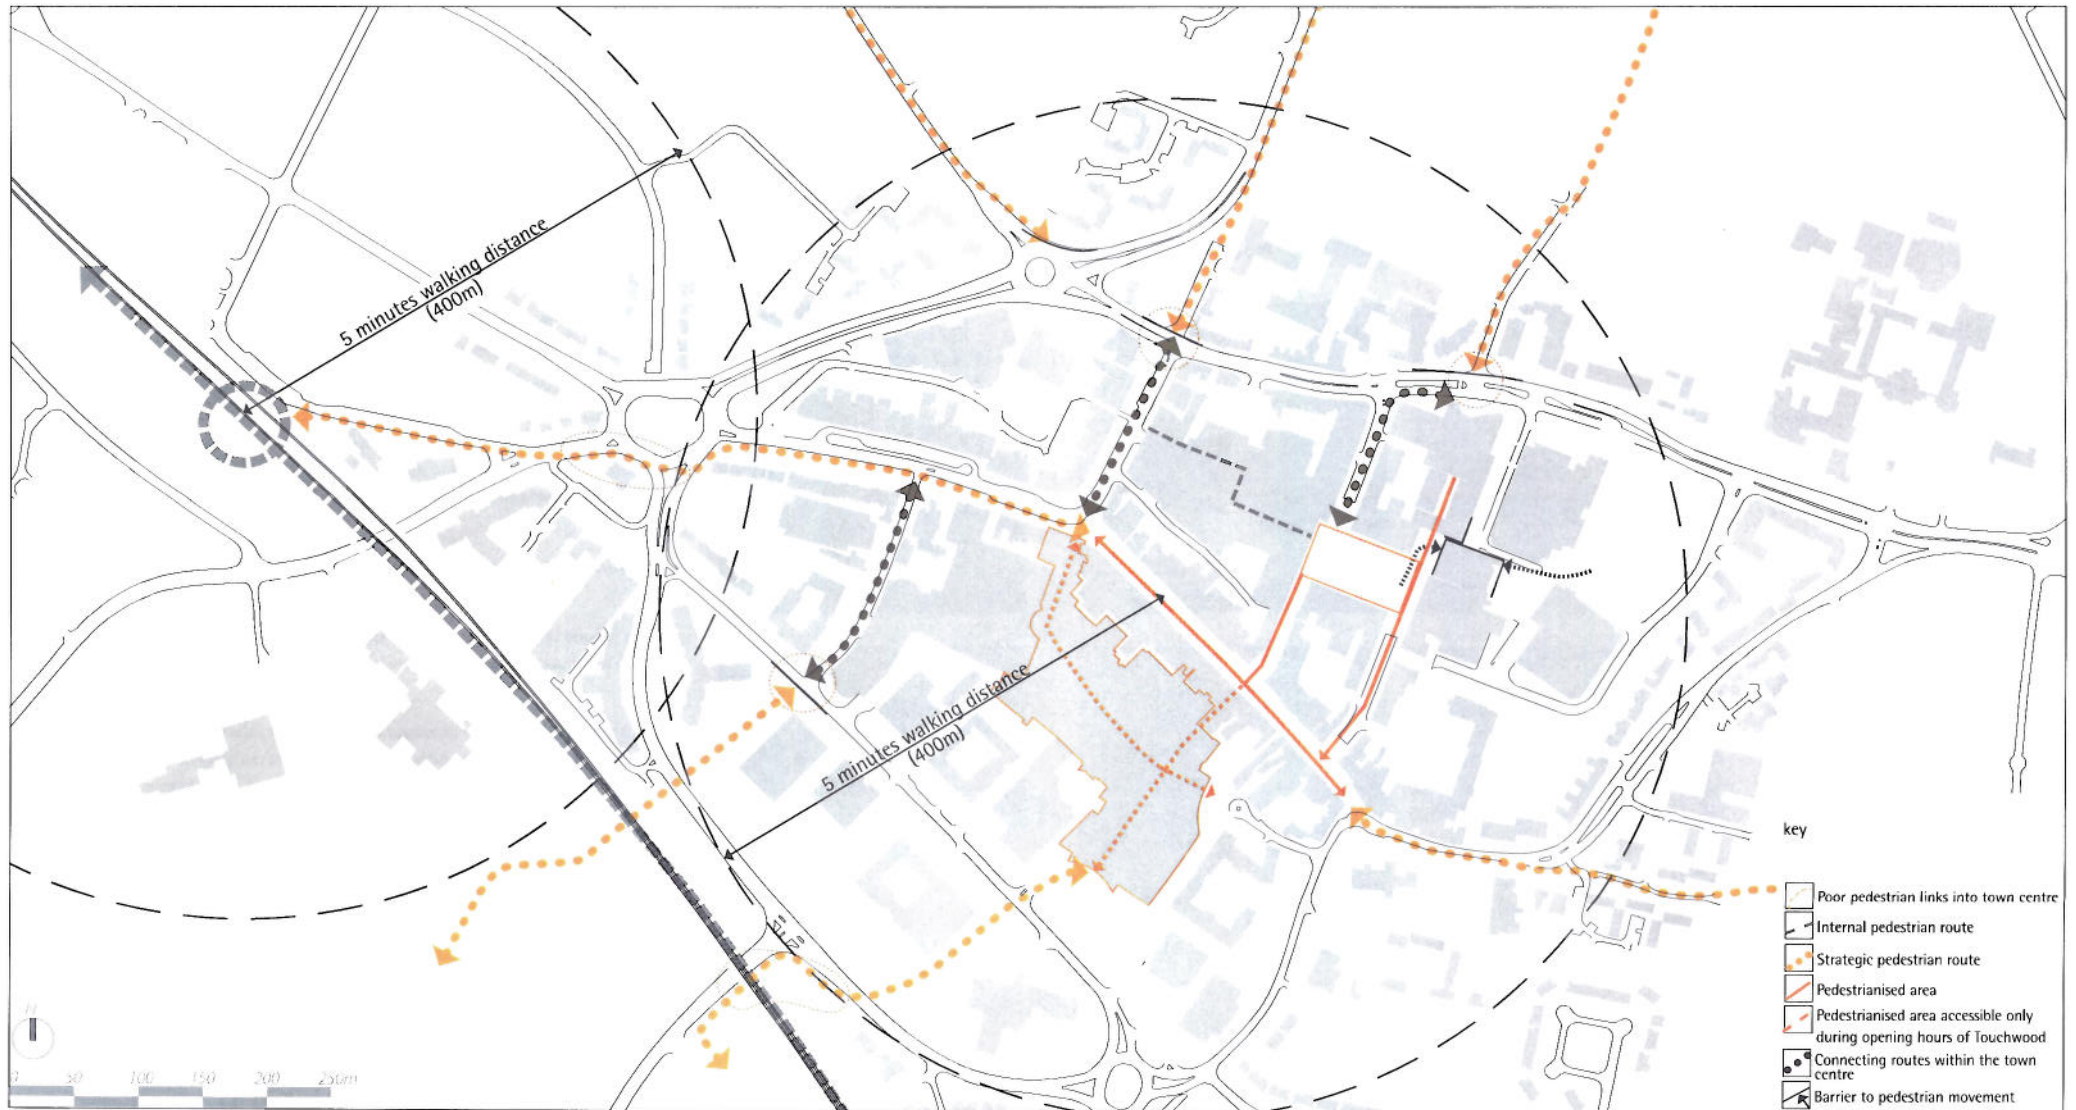 5 minutes walking distance
(400m)
5 minutes walking distance
(400m)
key
Poor pedestrian links into town centre
Internal pedestrian route
Strategic pedestrian route
Pedestrianised area
Pedestrianised area accessible only
during opening hours of Touchwood
Connecting routes within the town
centre
Barrier to pedestrian movement
N
0 50 100 150 200 250m